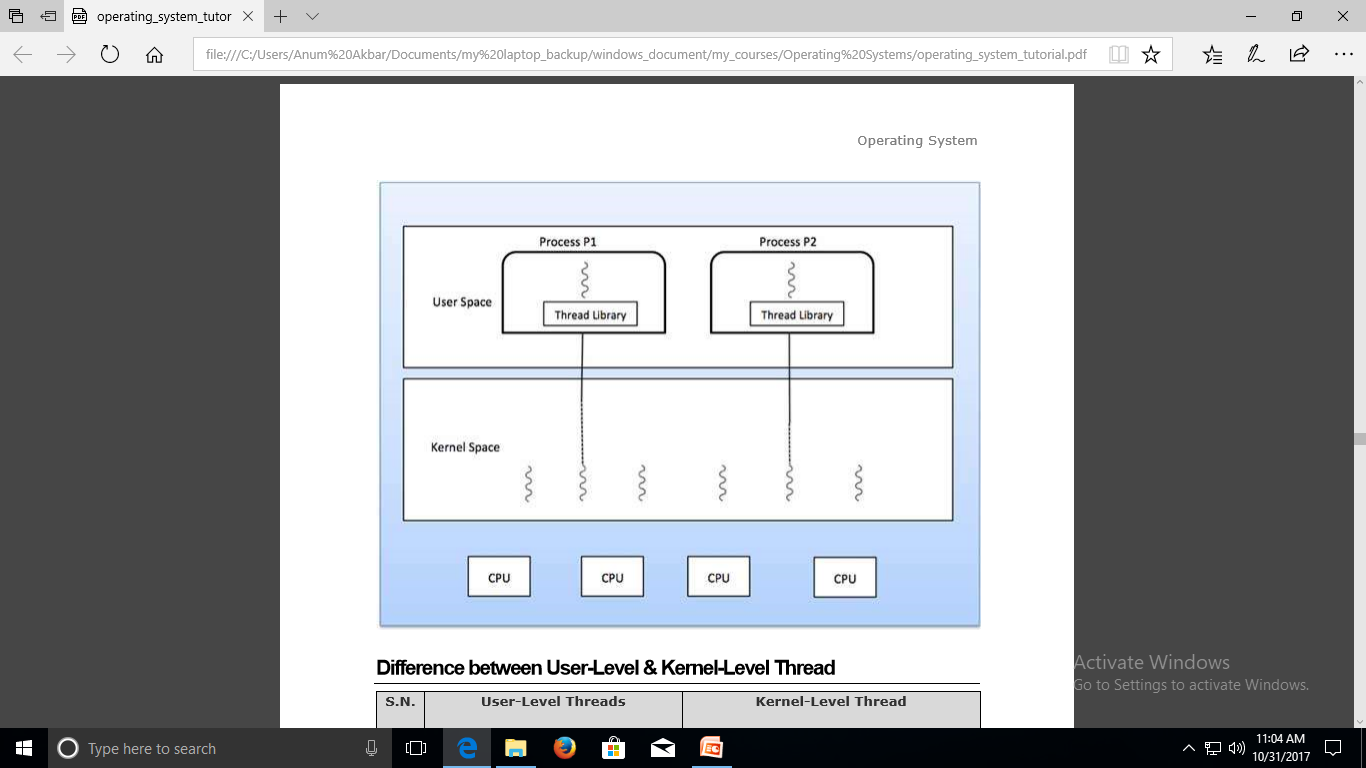 operating_system_tutor
file:///C:/Users/Anum%20Akbar/Documents/my%20laptop_backup/windows_document/my_courses/Operating%20Systems/operating_system_tutorial.pdf
Operating System
Process P1
Process P2
User Space
Thread Library
Thread Library
Kernel Space
CPU
CPU
CPU
CPU
Difference between User-Level & Kernel-Level Thread
S.N.
User-Level Threads
Kernel-Level Thread
Activate Windows
Go to Settings to activate Windows.
Type here to search
11:04 AM
10/31/2017